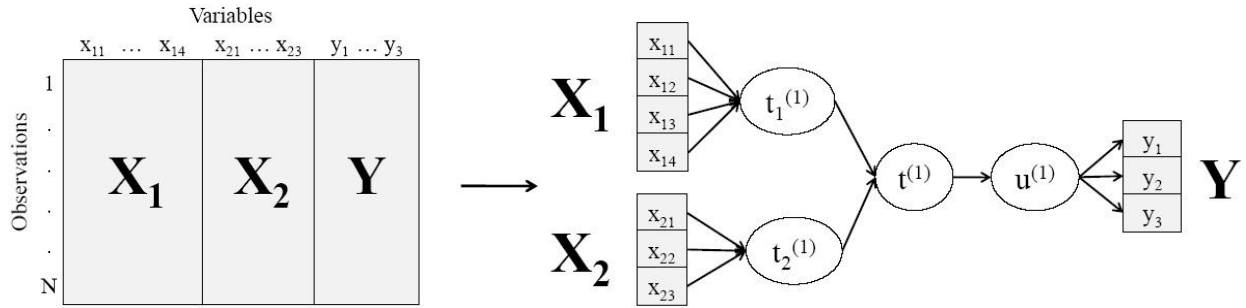 Variables
x₁₁ … x₁₄ x₂₁ … x₂₃ y₁ … y₃
Observations
1
.
.
.
.
.
N
X₁ X₂ Y
X₁
x₁₁
x₁₂
x₁₃
x₁₄
t₁⁽¹⁾
X₂
x₂₁
x₂₂
x₂₃
t₂⁽¹⁾
t⁽¹⁾
u⁽¹⁾
y₁
y₂
y₃
Y